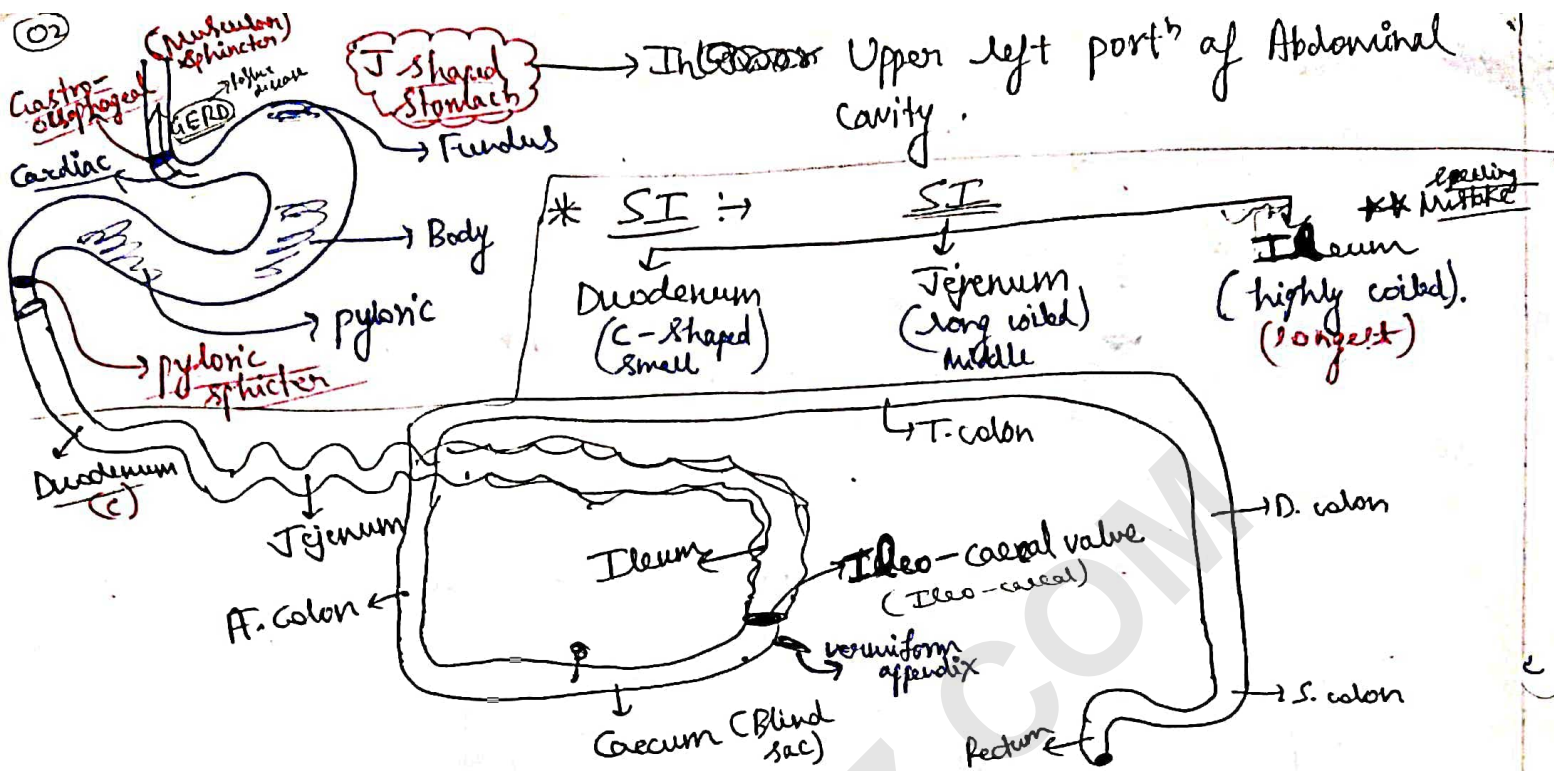 02
(Muscular
sphincter)
Gastro-
oesophageal
GERD
Cardiac
J shaped
Stomach
Upper left portn of Abdominal
Cavity.
Fundus
Body
pyloric
pyloric
sphicter
* SI :→
SI
** spelling
Mistake
Duodenum
(C-shaped)
small
Jejenum
(long coiled)
Middle
Ileum
(highly coiled).
(longest)
Duodenum
(C)
Jejenum
T. colon
D. colon
Ileum
Ileo-caecal valve
(Ileo-caecal)
A. Colon
vermiform
appendix
S. colon
Caecum (Blind
sac)
Rectum
COM